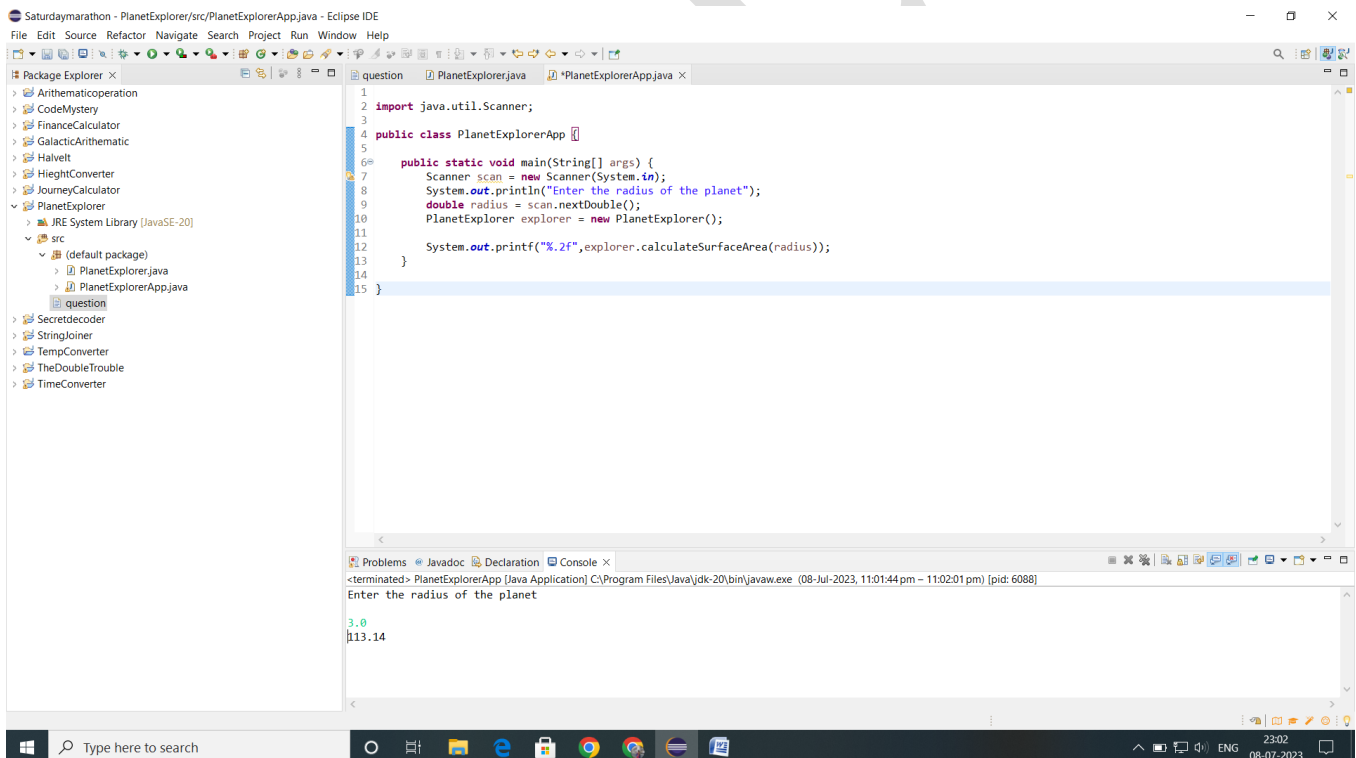 Saturdaymarathon - PlanetExplorer/src/PlanetExplorerApp.java - Eclipse IDE
File Edit Source Refactor Navigate Search Project Run Window Help
Package Explorer
Arithematicoperation
CodeMystery
FinanceCalculator
GalacticArithematic
HalveIt
HieghtConverter
JourneyCalculator
PlanetExplorer
JRE System Library [JavaSE-20]
src
(default package)
PlanetExplorer.java
PlanetExplorerApp.java
question
Secretdecoder
StringJoiner
TempConverter
TheDoubleTrouble
TimeConverter
question PlanetExplorer.java *PlanetExplorerApp.java
1
2 import java.util.Scanner;
3
4 public class PlanetExplorerApp {
5
6 public static void main(String[] args) {
7 Scanner scan = new Scanner(System.in);
8 System.out.println("Enter the radius of the planet");
9 double radius = scan.nextDouble();
10 PlanetExplorer explorer = new PlanetExplorer();
11
12 System.out.printf("%.2f",explorer.calculateSurfaceArea(radius));
13 }
14
15 }
Problems Javadoc Declaration Console
<terminated> PlanetExplorerApp [Java Application] C:\Program Files\Java\jdk-20\bin\javaw.exe (08-Jul-2023, 11:01:44 pm – 11:02:01 pm) [pid: 6088]
Enter the radius of the planet
3.0
113.14
Type here to search
ENG
23:02
08-07-2023